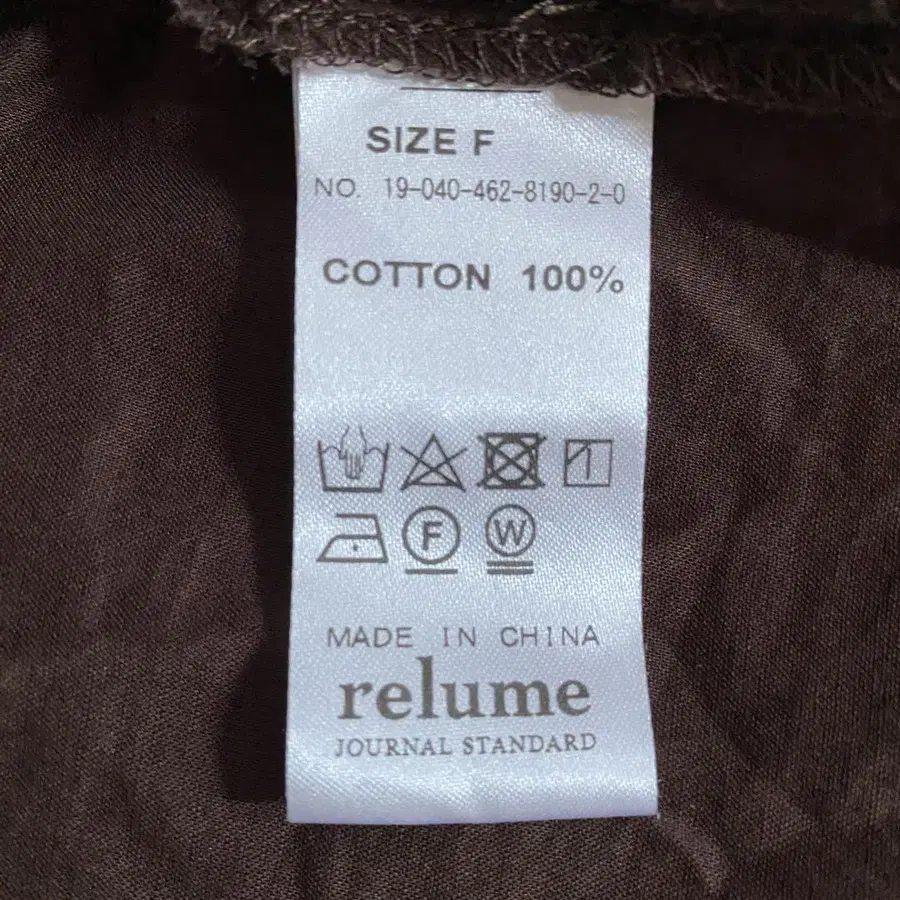 SIZE F
NO. 19-040-462-8190-2-0
COTTON 100%
F W
MADE IN CHINA
relume
JOURNAL STANDARD